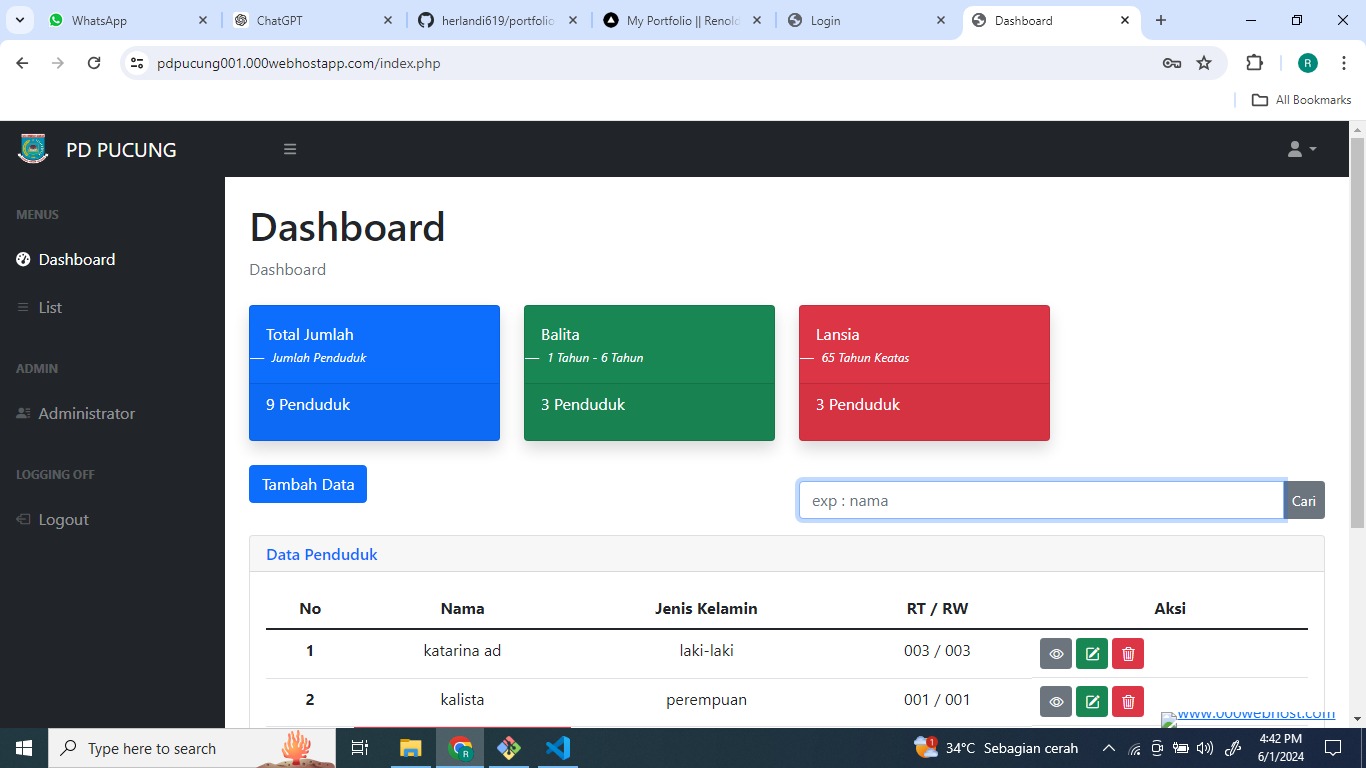 WhatsApp
ChatGPT
herlandi619/portfolio
My Portfolio || Renold
Login
Dashboard
pdpucung001.000webhostapp.com/index.php
R
All Bookmarks
PD PUCUNG
MENUS
Dashboard
List
ADMIN
Administrator
LOGGING OFF
Logout
Dashboard
Dashboard
Total Jumlah
— Jumlah Penduduk
9 Penduduk
Balita
— 1 Tahun - 6 Tahun
3 Penduduk
Lansia
— 65 Tahun Keatas
3 Penduduk
Tambah Data
exp : nama
Cari
Data Penduduk
No Nama Jenis Kelamin RT / RW Aksi
1 katarina ad laki-laki 003 / 003
2 kalista perempuan 001 / 001
www.000webhost.com
Type here to search
1
34°C Sebagian cerah
4:42 PM
6/1/2024